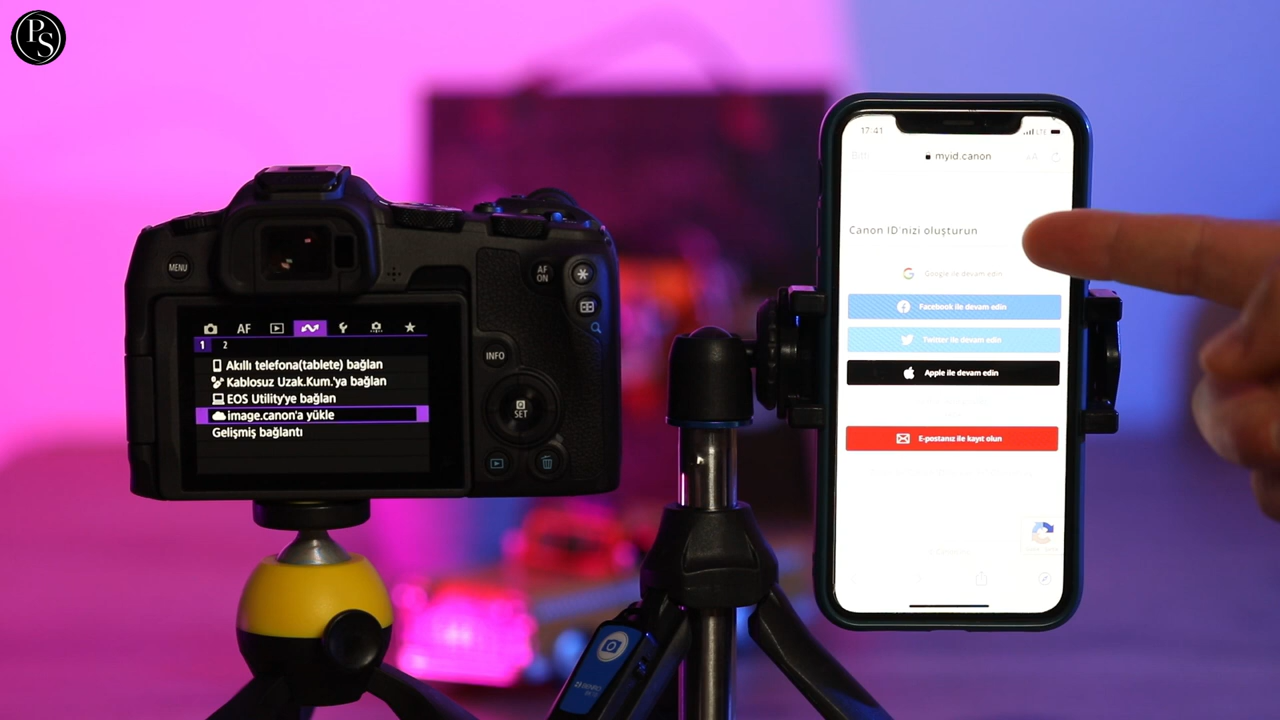 PS
17:41
LTE
myid.canon
AA
Canon ID'nizi oluşturun
Google ile devam edin
Facebook ile devam edin
Twitter ile devam edin
Apple ile devam edin
E-postanız ile kayıt olun
MENU
AF
ON
INFO
SET
AF
1 2
Akıllı telefona(tablete) bağlan
Kablosuz Uzak.Kum.'ya bağlan
EOS Utility'ye bağlan
image.canon'a yükle
Gelişmiş bağlantı